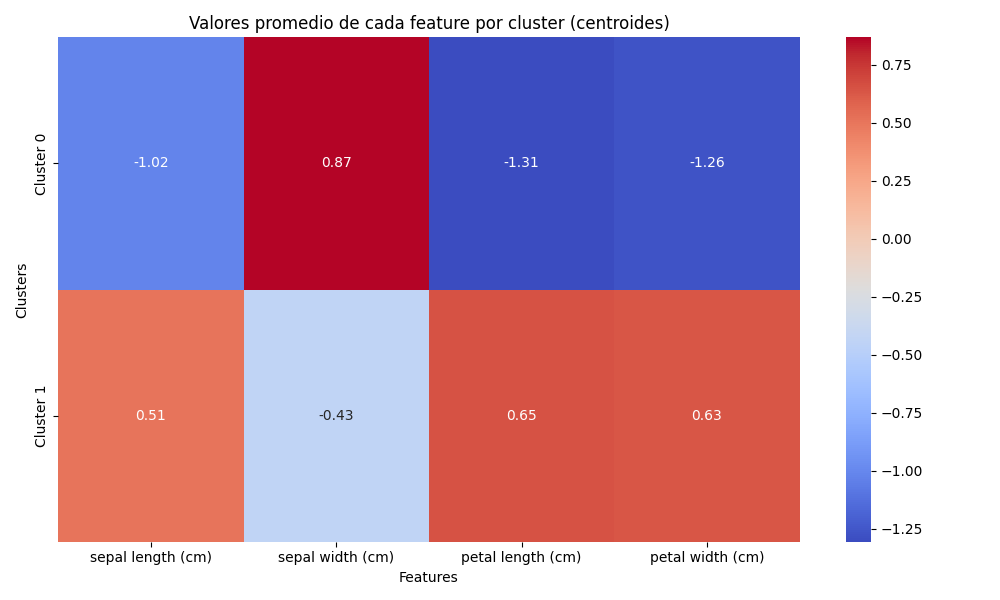 Valores promedio de cada feature por cluster (centroides)
Clusters
Cluster 0
-1.02 0.87 -1.31 -1.26
Cluster 1
0.51 -0.43 0.65 0.63
sepal length (cm) sepal width (cm) petal length (cm) petal width (cm)
Features
0.75
0.50
0.25
0.00
−0.25
−0.50
−0.75
−1.00
−1.25